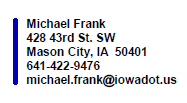 Michael Frank
428 43rd St. SW
Mason City, IA  50401
641-422-9476
michael.frank@iowadot.us